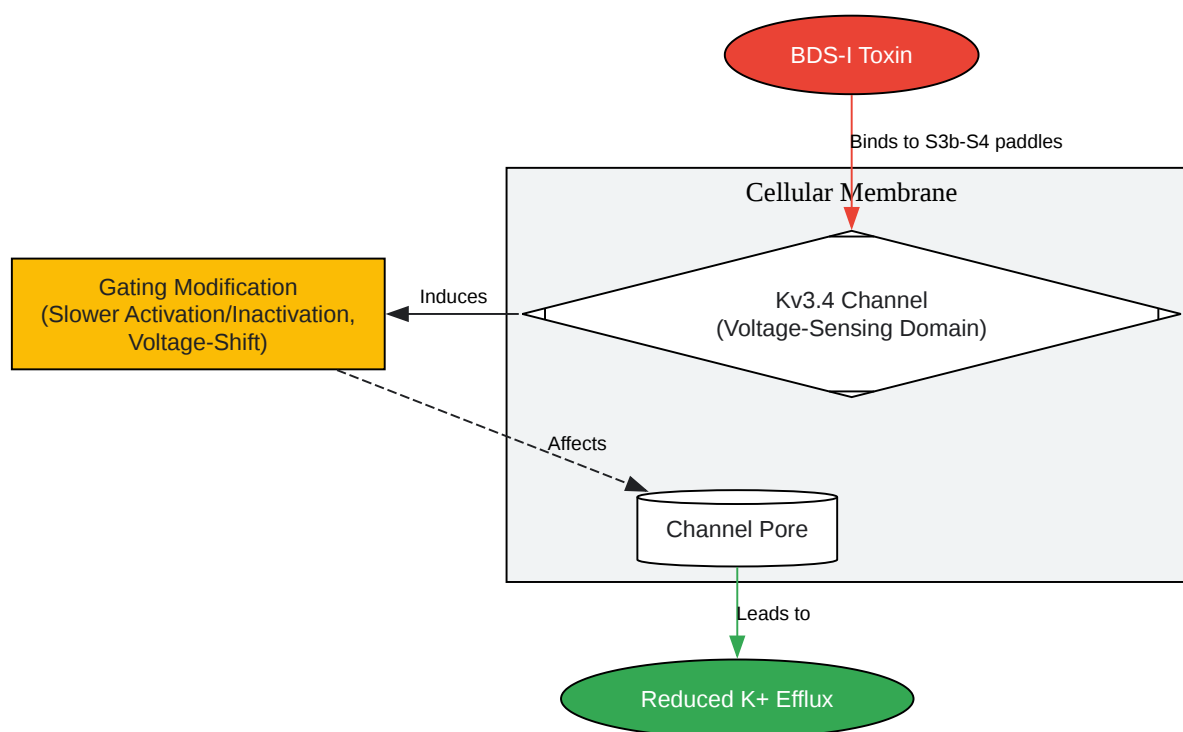 BDS-I Toxin
Binds to S3b-S4 paddles
Cellular Membrane
Kv3.4 Channel
(Voltage-Sensing Domain)
Induces
Gating Modification
(Slower Activation/Inactivation,
Voltage-Shift)
Affects
Channel Pore
Leads to
Reduced K+ Efflux